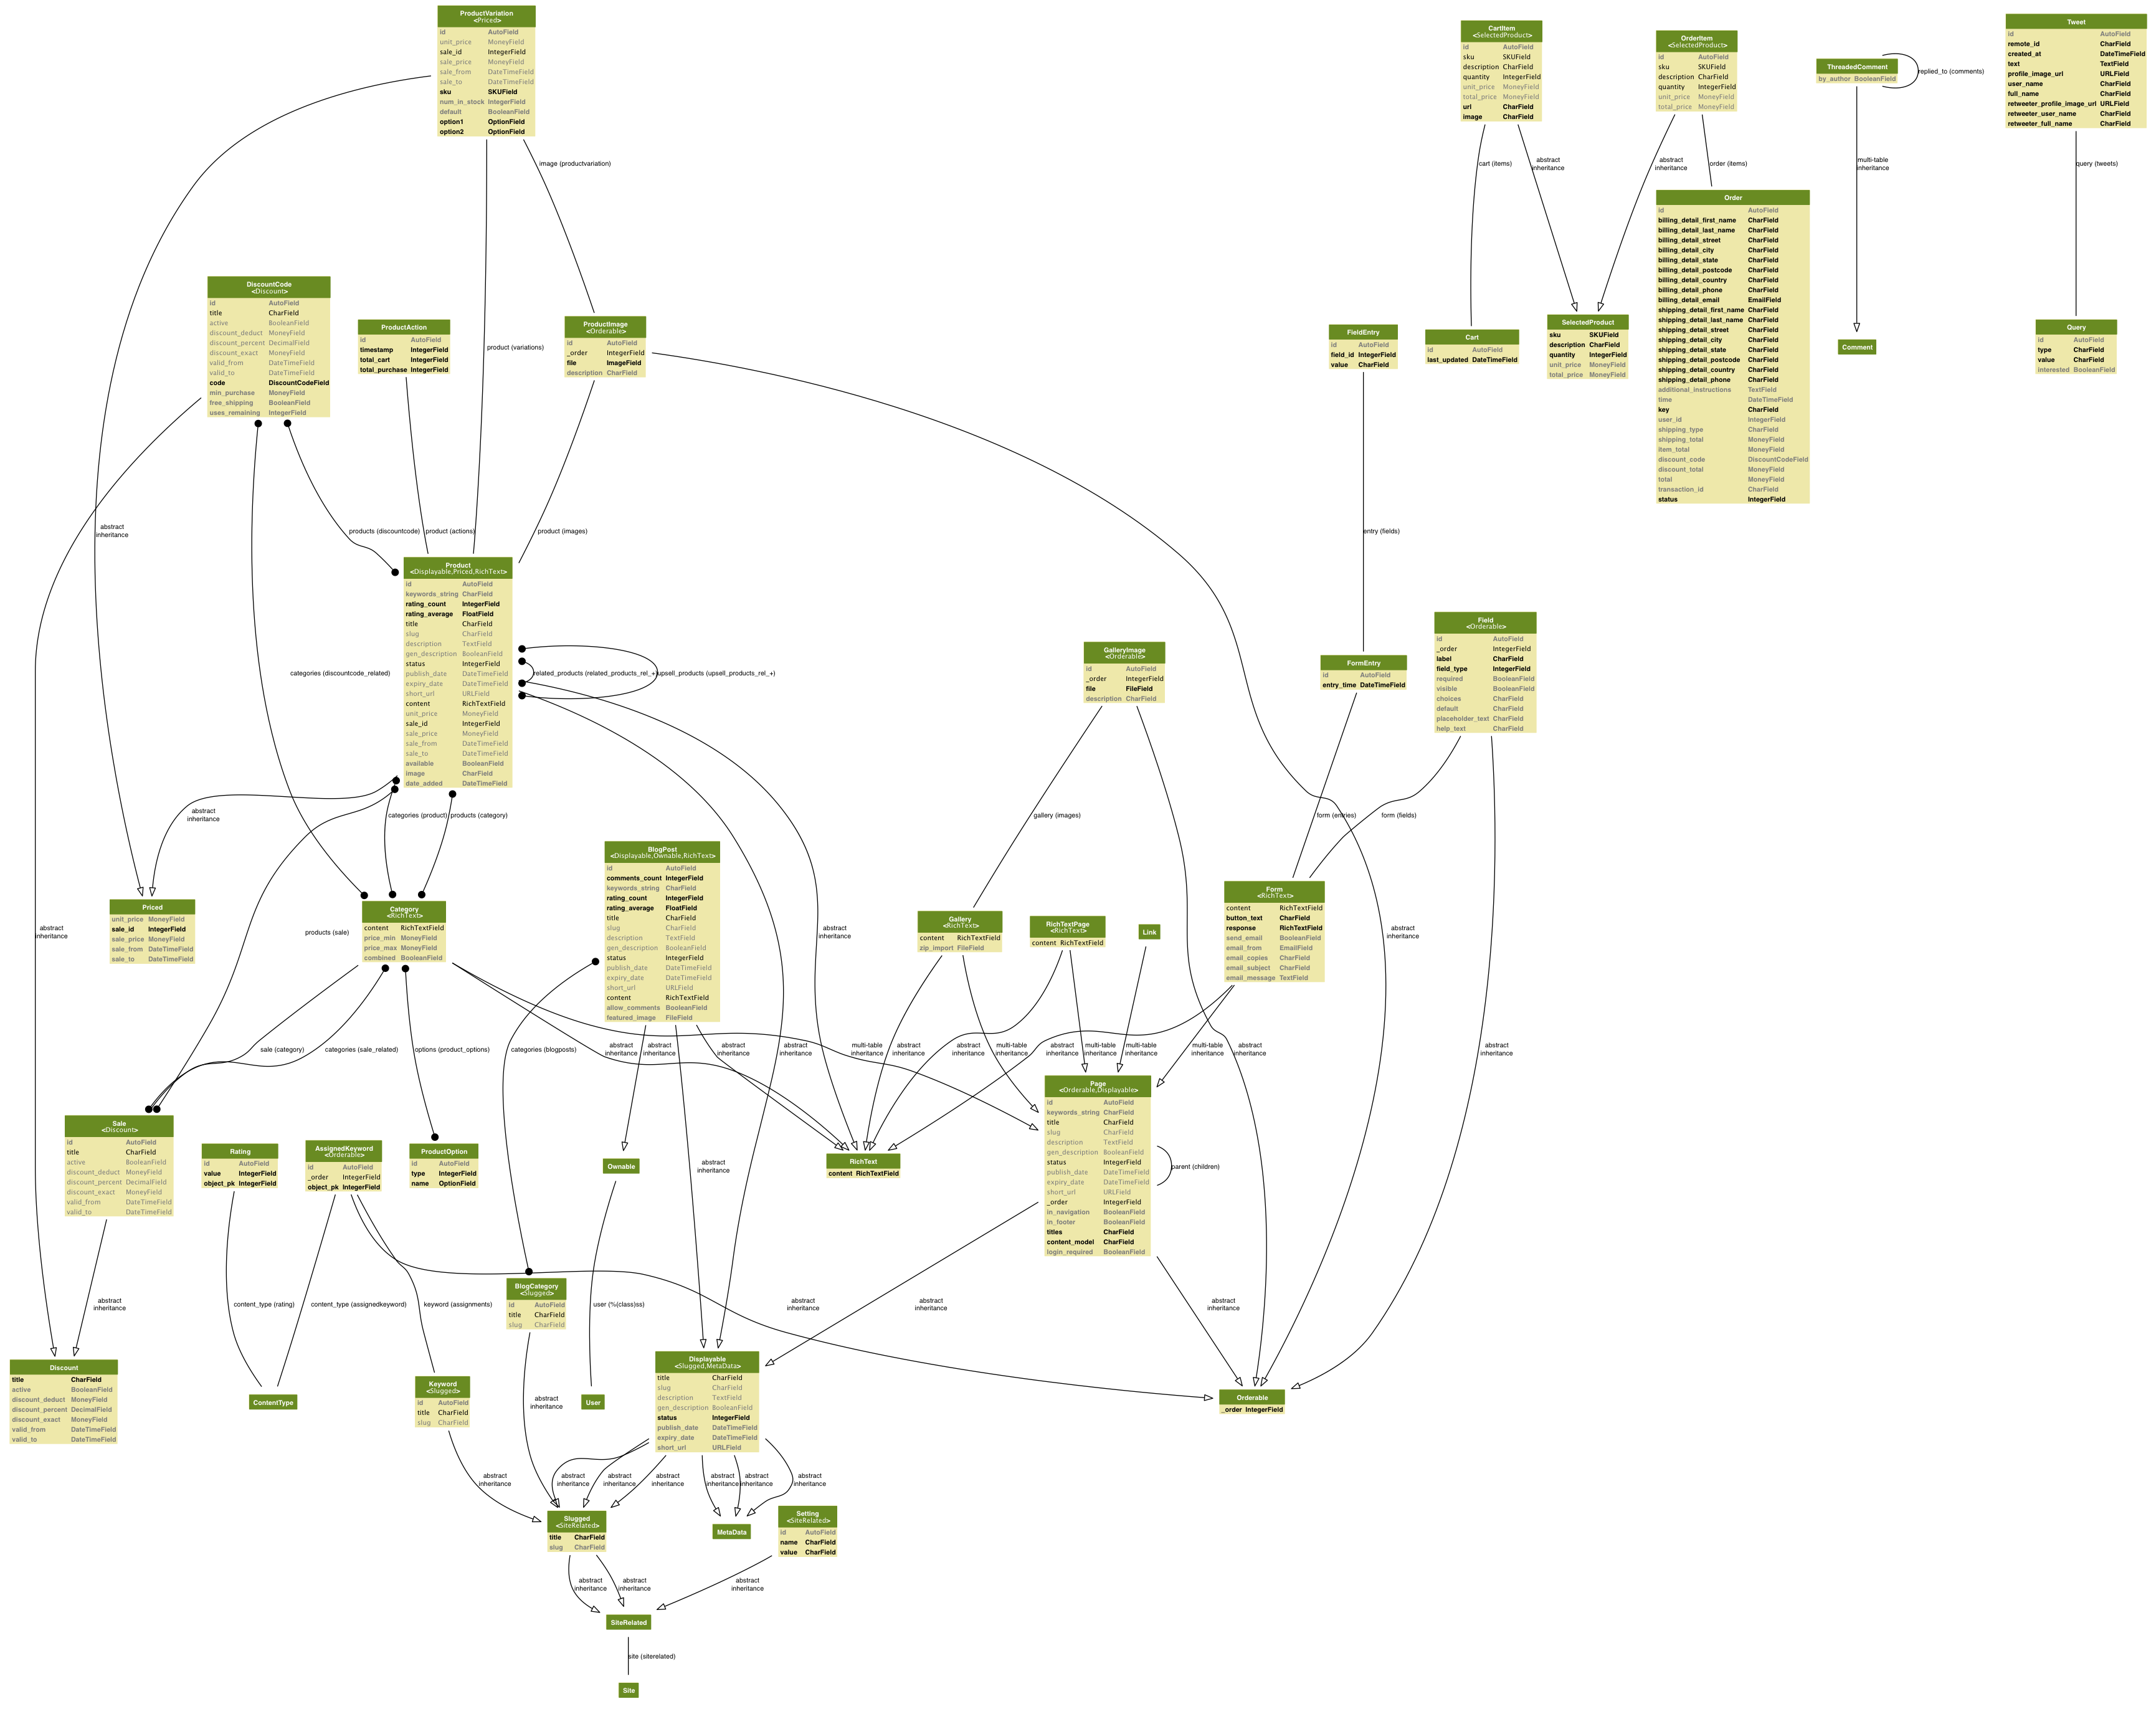 ProductVariation
<Priced>
id AutoField
unit_price MoneyField
sale_id IntegerField
sale_price MoneyField
sale_from DateTimeField
sale_to DateTimeField
sku SKUField
num_in_stock IntegerField
default BooleanField
option1 OptionField
option2 OptionField
CartItem
<SelectedProduct>
id AutoField
sku SKUField
description CharField
quantity IntegerField
unit_price MoneyField
total_price MoneyField
url CharField
image CharField
OrderItem
<SelectedProduct>
id AutoField
sku SKUField
description CharField
quantity IntegerField
unit_price MoneyField
total_price MoneyField
ThreadedComment
by_author BooleanField
replied_to (comments)
Tweet
id AutoField
remote_id CharField
created_at DateTimeField
text TextField
profile_image_url URLField
user_name CharField
full_name CharField
retweeter_profile_image_url URLField
retweeter_user_name CharField
retweeter_full_name CharField
image (productvariation)
cart (items)
abstract
inheritance
abstract
inheritance
order (items)
multi-table
inheritance
query (tweets)
Order
id AutoField
billing_detail_first_name CharField
billing_detail_last_name CharField
billing_detail_street CharField
billing_detail_city CharField
billing_detail_state CharField
billing_detail_postcode CharField
billing_detail_country CharField
billing_detail_phone CharField
billing_detail_email EmailField
shipping_detail_first_name CharField
shipping_detail_last_name CharField
shipping_detail_street CharField
shipping_detail_city CharField
shipping_detail_state CharField
shipping_detail_postcode CharField
shipping_detail_country CharField
shipping_detail_phone CharField
additional_instructions TextField
time DateTimeField
key CharField
user_id IntegerField
shipping_type CharField
shipping_total MoneyField
item_total MoneyField
discount_code DiscountCodeField
discount_total MoneyField
total MoneyField
transaction_id CharField
status IntegerField
DiscountCode
<Discount>
id AutoField
title CharField
active BooleanField
discount_deduct MoneyField
discount_percent DecimalField
discount_exact MoneyField
valid_from DateTimeField
valid_to DateTimeField
code DiscountCodeField
min_purchase MoneyField
free_shipping BooleanField
uses_remaining IntegerField
ProductAction
id AutoField
timestamp IntegerField
total_cart IntegerField
total_purchase IntegerField
product (variations)
ProductImage
<Orderable>
id AutoField
_order IntegerField
file ImageField
description CharField
FieldEntry
id AutoField
field_id IntegerField
value CharField
Cart
id AutoField
last_updated DateTimeField
SelectedProduct
sku SKUField
description CharField
quantity IntegerField
unit_price MoneyField
total_price MoneyField
Comment
Query
id AutoField
type CharField
value CharField
interested BooleanField
abstract
inheritance
products (discountcode)
product (actions)
product (images)
entry (fields)
Product
<Displayable,Priced,RichText>
id AutoField
keywords_string CharField
rating_count IntegerField
rating_average FloatField
title CharField
slug CharField
description TextField
gen_description BooleanField
status IntegerField
publish_date DateTimeField
expiry_date DateTimeField
short_url URLField
content RichTextField
unit_price MoneyField
sale_id IntegerField
sale_price MoneyField
sale_from DateTimeField
sale_to DateTimeField
available BooleanField
image CharField
date_added DateTimeField
categories (discountcode_related)
related_products (related_products_rel_+)
upsell_products (upsell_products_rel_+)
GalleryImage
<Orderable>
id AutoField
_order IntegerField
file FileField
description CharField
FormEntry
id AutoField
entry_time DateTimeField
Field
<Orderable>
id AutoField
_order IntegerField
label CharField
field_type IntegerField
required BooleanField
visible BooleanField
choices CharField
default CharField
placeholder_text CharField
help_text CharField
abstract
inheritance
categories (product)
products (category)
gallery (images)
form (entries)
form (fields)
Priced
unit_price MoneyField
sale_id IntegerField
sale_price MoneyField
sale_from DateTimeField
sale_to DateTimeField
abstract
inheritance
products (sale)
Category
<RichText>
content RichTextField
price_min MoneyField
price_max MoneyField
combined BooleanField
BlogPost
<Displayable,Ownable,RichText>
id AutoField
comments_count IntegerField
keywords_string CharField
rating_count IntegerField
rating_average FloatField
title CharField
slug CharField
description TextField
gen_description BooleanField
status IntegerField
publish_date DateTimeField
expiry_date DateTimeField
short_url URLField
content RichTextField
allow_comments BooleanField
featured_image FileField
abstract
inheritance
Gallery
<RichText>
content RichTextField
zip_import FileField
RichTextPage
<RichText>
content RichTextField
Link
Form
<RichText>
content RichTextField
button_text CharField
response RichTextField
send_email BooleanField
email_from EmailField
email_copies CharField
email_subject CharField
email_message TextField
abstract
inheritance
sale (category)
categories (sale_related)
options (product_options)
categories (blogposts)
abstract
inheritance
abstract
inheritance
abstract
inheritance
abstract
inheritance
multi-table
inheritance
abstract
inheritance
multi-table
inheritance
abstract
inheritance
abstract
inheritance
multi-table
inheritance
multi-table
inheritance
multi-table
inheritance
abstract
inheritance
abstract
inheritance
Sale
<Discount>
id AutoField
title CharField
active BooleanField
discount_deduct MoneyField
discount_percent DecimalField
discount_exact MoneyField
valid_from DateTimeField
valid_to DateTimeField
Rating
id AutoField
value IntegerField
object_pk IntegerField
AssignedKeyword
<Orderable>
id AutoField
_order IntegerField
object_pk IntegerField
ProductOption
id AutoField
type IntegerField
name OptionField
Ownable
abstract
inheritance
RichText
content RichTextField
Page
<Orderable,Displayable>
id AutoField
keywords_string CharField
title CharField
slug CharField
description TextField
gen_description BooleanField
status IntegerField
publish_date DateTimeField
expiry_date DateTimeField
short_url URLField
_order IntegerField
in_navigation BooleanField
in_footer BooleanField
titles CharField
content_model CharField
login_required BooleanField
parent (children)
abstract
inheritance
content_type (rating)
content_type (assignedkeyword)
keyword (assignments)
BlogCategory
<Slugged>
id AutoField
title CharField
slug CharField
user (%(class)ss)
abstract
inheritance
abstract
inheritance
abstract
inheritance
Discount
title CharField
active BooleanField
discount_deduct MoneyField
discount_percent DecimalField
discount_exact MoneyField
valid_from DateTimeField
valid_to DateTimeField
ContentType
Keyword
<Slugged>
id AutoField
title CharField
slug CharField
abstract
inheritance
User
Displayable
<Slugged,MetaData>
title CharField
slug CharField
description TextField
gen_description BooleanField
status IntegerField
publish_date DateTimeField
expiry_date DateTimeField
short_url URLField
Orderable
_order IntegerField
abstract
inheritance
abstract
inheritance
abstract
inheritance
abstract
inheritance
abstract
inheritance
abstract
inheritance
abstract
inheritance
Slugged
<SiteRelated>
title CharField
slug CharField
MetaData
Setting
<SiteRelated>
id AutoField
name CharField
value CharField
abstract
inheritance
abstract
inheritance
abstract
inheritance
SiteRelated
site (siterelated)
Site